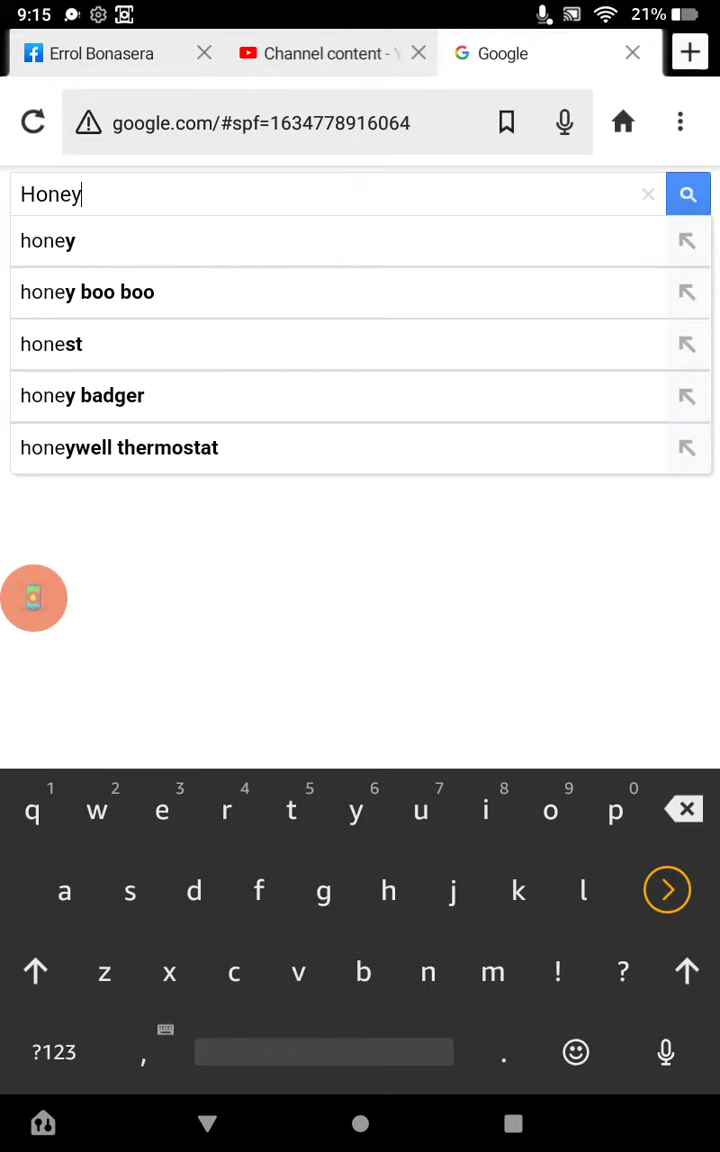 9:15 21%
Errol Bonasera Channel content - Y Google
google.com/#spf=1634778916064
Honey
honey
honey boo boo
honest
honey badger
honeywell thermostat
1 2 3 4 5 6 7 8 9 0
q w e r t y u i o p
a s d f g h j k l
z x c v b n m ! ?
?123 , .